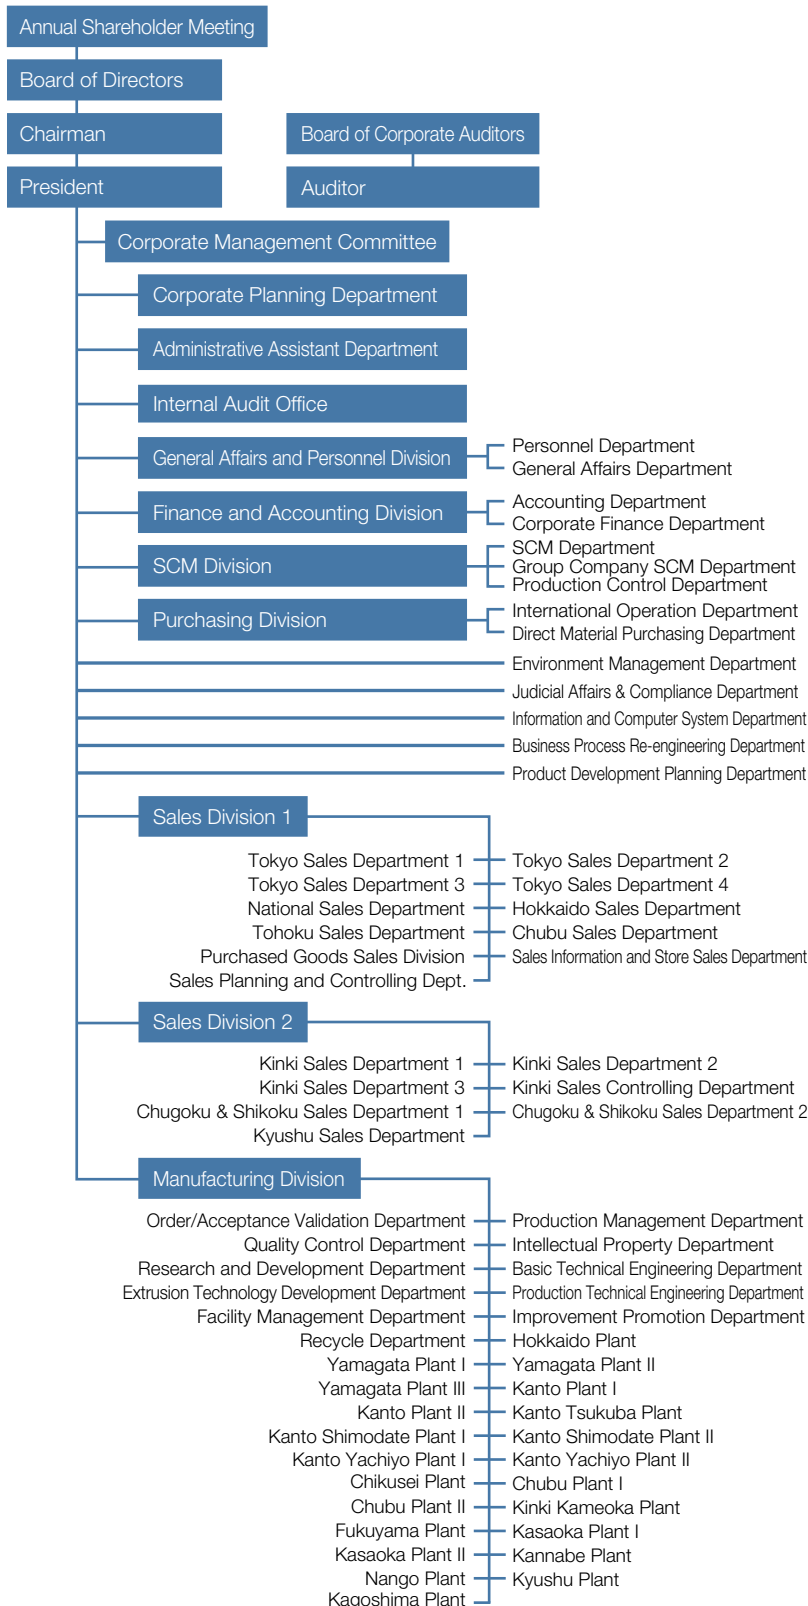 Annual Shareholder Meeting
Board of Directors
Chairman
Board of Corporate Auditors
President
Auditor
Corporate Management Committee
Corporate Planning Department
Administrative Assistant Department
Internal Audit Office
General Affairs and Personnel Division
Personnel Department
General Affairs Department
Finance and Accounting Division
Accounting Department
Corporate Finance Department
SCM Division
SCM Department
Group Company SCM Department
Production Control Department
Purchasing Division
International Operation Department
Direct Material Purchasing Department
Environment Management Department
Judicial Affairs & Compliance Department
Information and Computer System Department
Business Process Re-engineering Department
Product Development Planning Department
Sales Division 1
Tokyo Sales Department 1
Tokyo Sales Department 2
Tokyo Sales Department 3
Tokyo Sales Department 4
National Sales Department
Hokkaido Sales Department
Tohoku Sales Department
Chubu Sales Department
Purchased Goods Sales Division
Sales Information and Store Sales Department
Sales Planning and Controlling Dept.
Sales Division 2
Kinki Sales Department 1
Kinki Sales Department 2
Kinki Sales Department 3
Kinki Sales Controlling Department
Chugoku & Shikoku Sales Department 1
Chugoku & Shikoku Sales Department 2
Kyushu Sales Department
Manufacturing Division
Order/Acceptance Validation Department
Production Management Department
Quality Control Department
Intellectual Property Department
Research and Development Department
Basic Technical Engineering Department
Extrusion Technology Development Department
Production Technical Engineering Department
Facility Management Department
Improvement Promotion Department
Recycle Department
Hokkaido Plant
Yamagata Plant I
Yamagata Plant II
Yamagata Plant III
Kanto Plant I
Kanto Plant II
Kanto Tsukuba Plant
Kanto Shimodate Plant I
Kanto Shimodate Plant II
Kanto Yachiyo Plant I
Kanto Yachiyo Plant II
Chikusei Plant
Chubu Plant I
Chubu Plant II
Kinki Kameoka Plant
Fukuyama Plant
Kasaoka Plant I
Kasaoka Plant II
Kannabe Plant
Nango Plant
Kyushu Plant
Kagoshima Plant